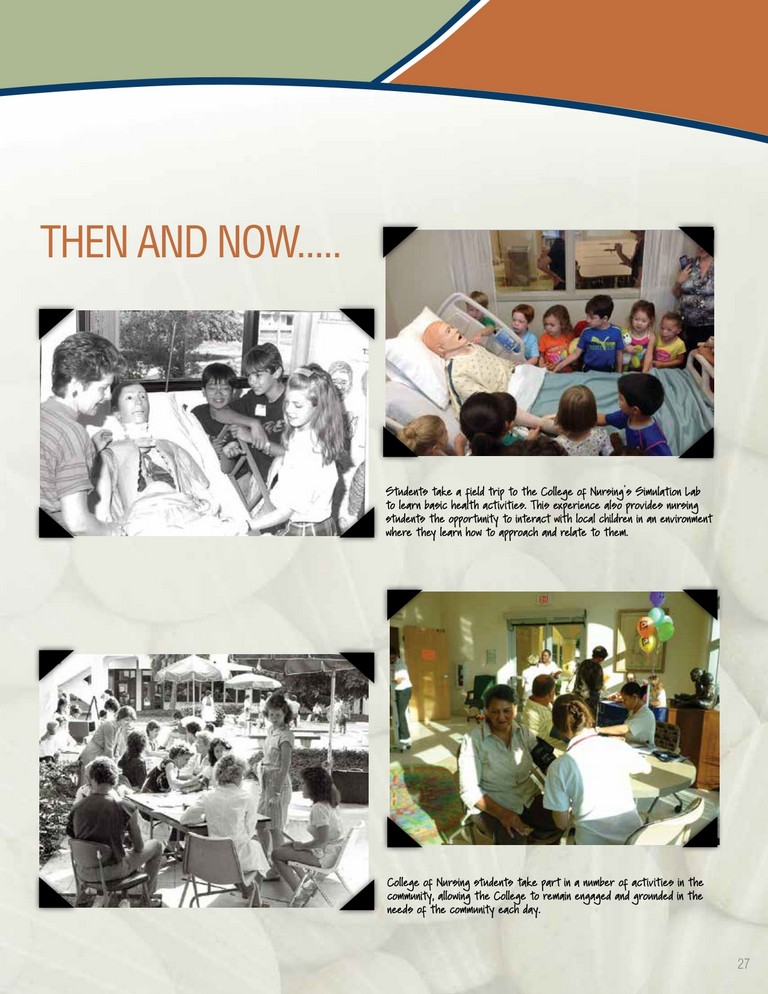 THEN AND NOW.....
Students take a field trip to the College of Nursing's Simulation Lab
to learn basic health activities. This experience also provides nursing
students the opportunity to interact with local children in an environment
where they learn how to approach and relate to them.
College of Nursing students take part in a number of activities in the
community, allowing the College to remain engaged and grounded in the
needs of the community each day.
27